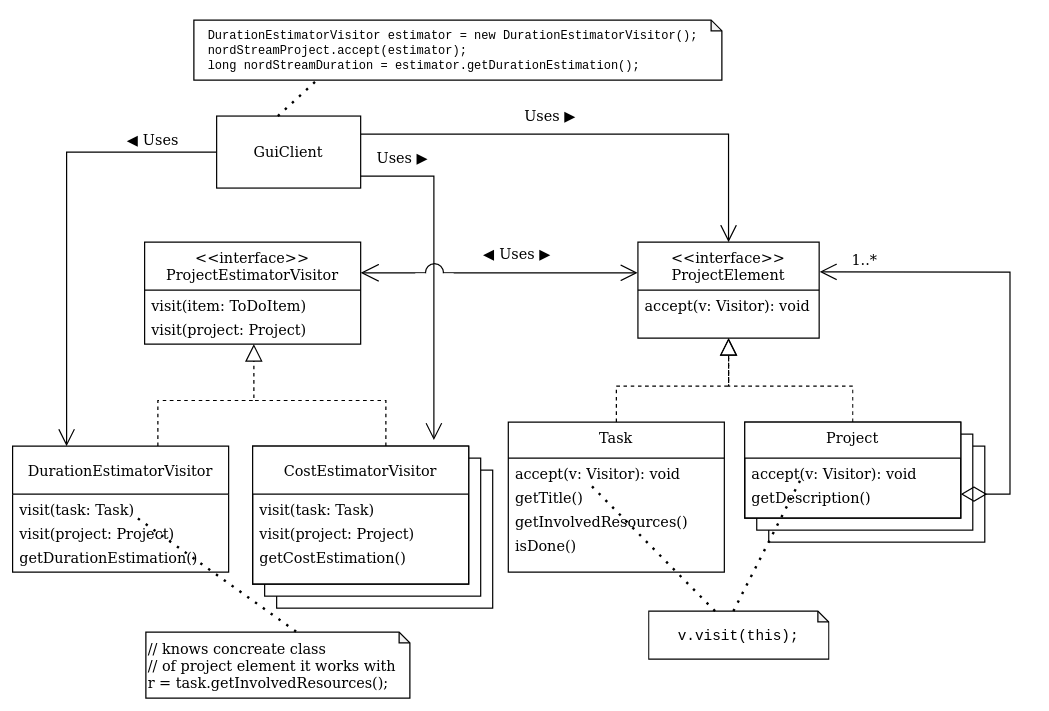 DurationEstimatorVisitor estimator = new DurationEstimatorVisitor();
nordStreamProject.accept(estimator);
long nordStreamDuration = estimator.getDurationEstimation();
Uses ▶
◀ Uses
GuiClient
Uses ▶
<<interface>>
ProjectEstimatorVisitor
visit(item: ToDoItem)
visit(project: Project)
◀ Uses ▶
<<interface>>
ProjectElement
accept(v: Visitor): void
1..*
DurationEstimatorVisitor
visit(task: Task)
visit(project: Project)
getDurationEstimation()
CostEstimatorVisitor
visit(task: Task)
visit(project: Project)
getCostEstimation()
Task
accept(v: Visitor): void
getTitle()
getInvolvedResources()
isDone()
Project
accept(v: Visitor): void
getDescription()
// knows concreate class
// of project element it works with
r = task.getInvolvedResources();
v.visit(this);